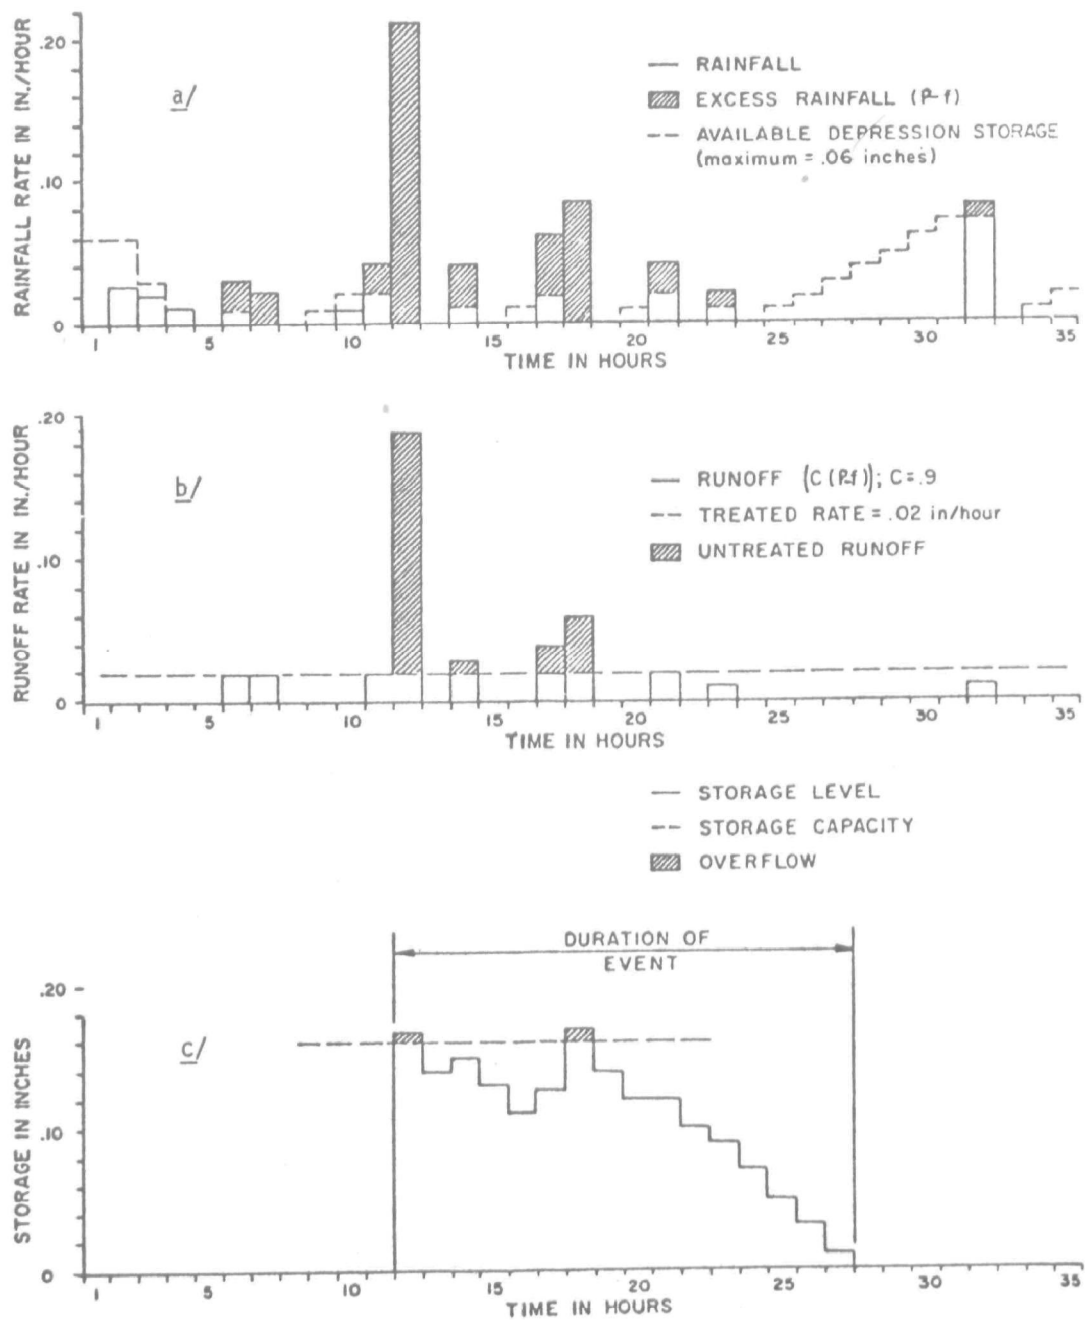 RAINFALL RATE IN IN./HOUR
.20
.10
0
a/
RAINFALL
EXCESS RAINFALL (P-f)
AVAILABLE DEPRESSION STORAGE
(maximum = .06 inches)
1 5 10 15 20 25 30 35
TIME IN HOURS
RUNOFF RATE IN IN./HOUR
.20
.10
0
b/
RUNOFF (C(P-f)); C=.9
TREATED RATE = .02 in/hour
UNTREATED RUNOFF
1 5 10 15 20 25 30 35
TIME IN HOURS
STORAGE LEVEL
STORAGE CAPACITY
OVERFLOW
DURATION OF
EVENT
STORAGE IN INCHES
.20
.10
0
c/
1 5 10 15 20 25 30 35
TIME IN HOURS